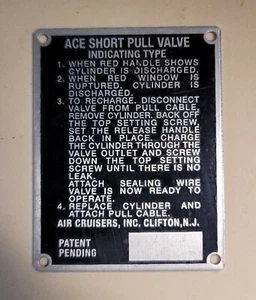 ACE SHORT PULL VALVE
INDICATING TYPE
1. WHEN RED HANDLE SHOWS
CYLINDER IS DISCHARGED.
2. WHEN RED WINDOW IS
RUPTURED, CYLINDER IS
DISCHARGED.
3. TO RECHARGE, DISCONNECT
VALVE FROM PULL CABLE,
REMOVE CYLINDER. BACK OFF
THE TOP SETTING SCREW
SET THE RELEASE HANDLE
BACK IN PLACE. CHARGE
THE CYLINDER THROUGH THE
VALVE OUTLET AND SCREW
DOWN THE TOP SETTING
SCREW UNTIL THERE IS NO
LEAK.
ATTACH SEALING WIRE
VALVE IS NOW READY TO
OPERATE.
4. REPLACE CYLINDER AND
ATTACH PULL CABLE.
AIR CRUISERS, INC. CLIFTON, N.J.
PATENT
PENDING